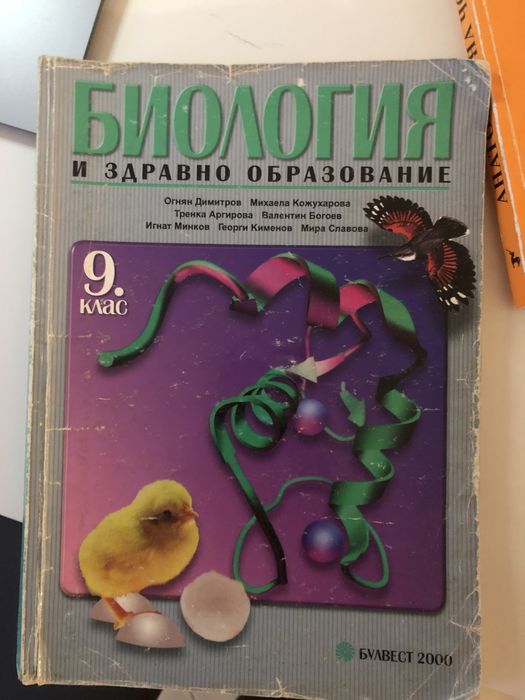 БИОЛОГИЯ
И ЗДРАВНО ОБРАЗОВАНИЕ
Огнян Димитров Михаела Кожухарова
Тренка Аргирова Валентин Богоев
Игнат Минков Георги Кименов Мира Славова
9.
клас
БУЛВЕСТ 2000